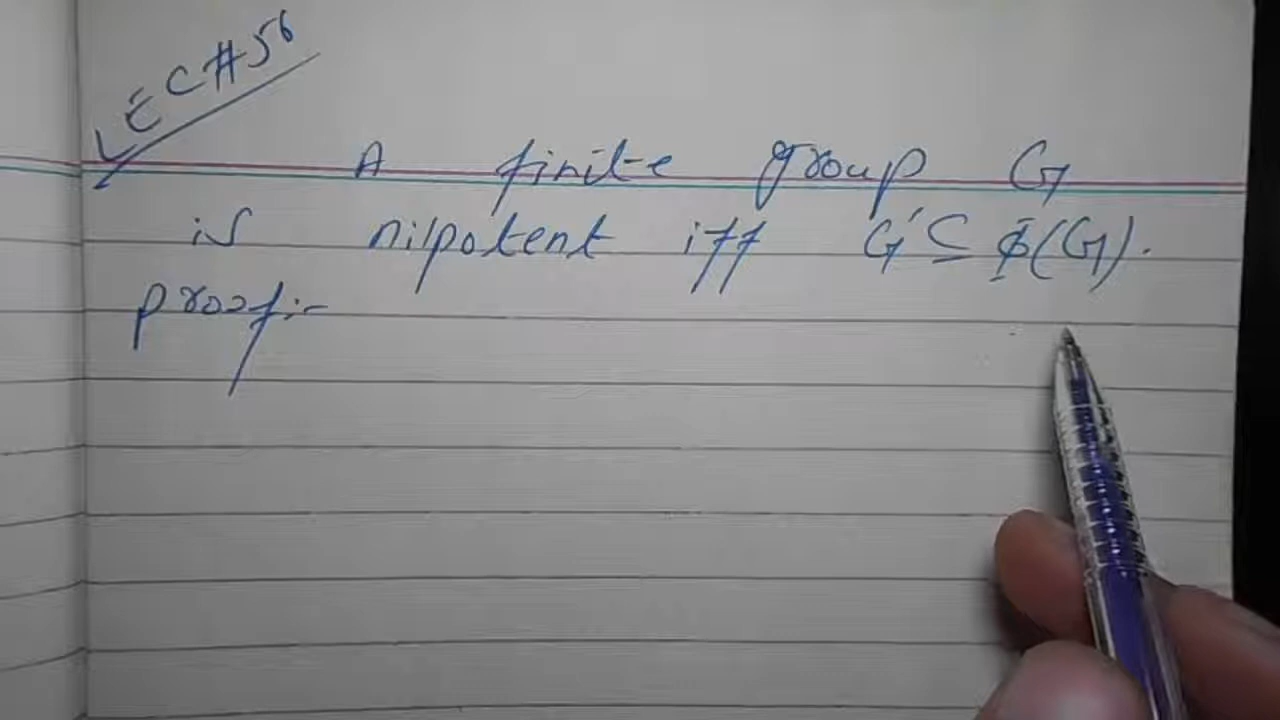 LEC#56
A finite group G
is nilpotent iff G'⊆ Φ(G).
proof:-